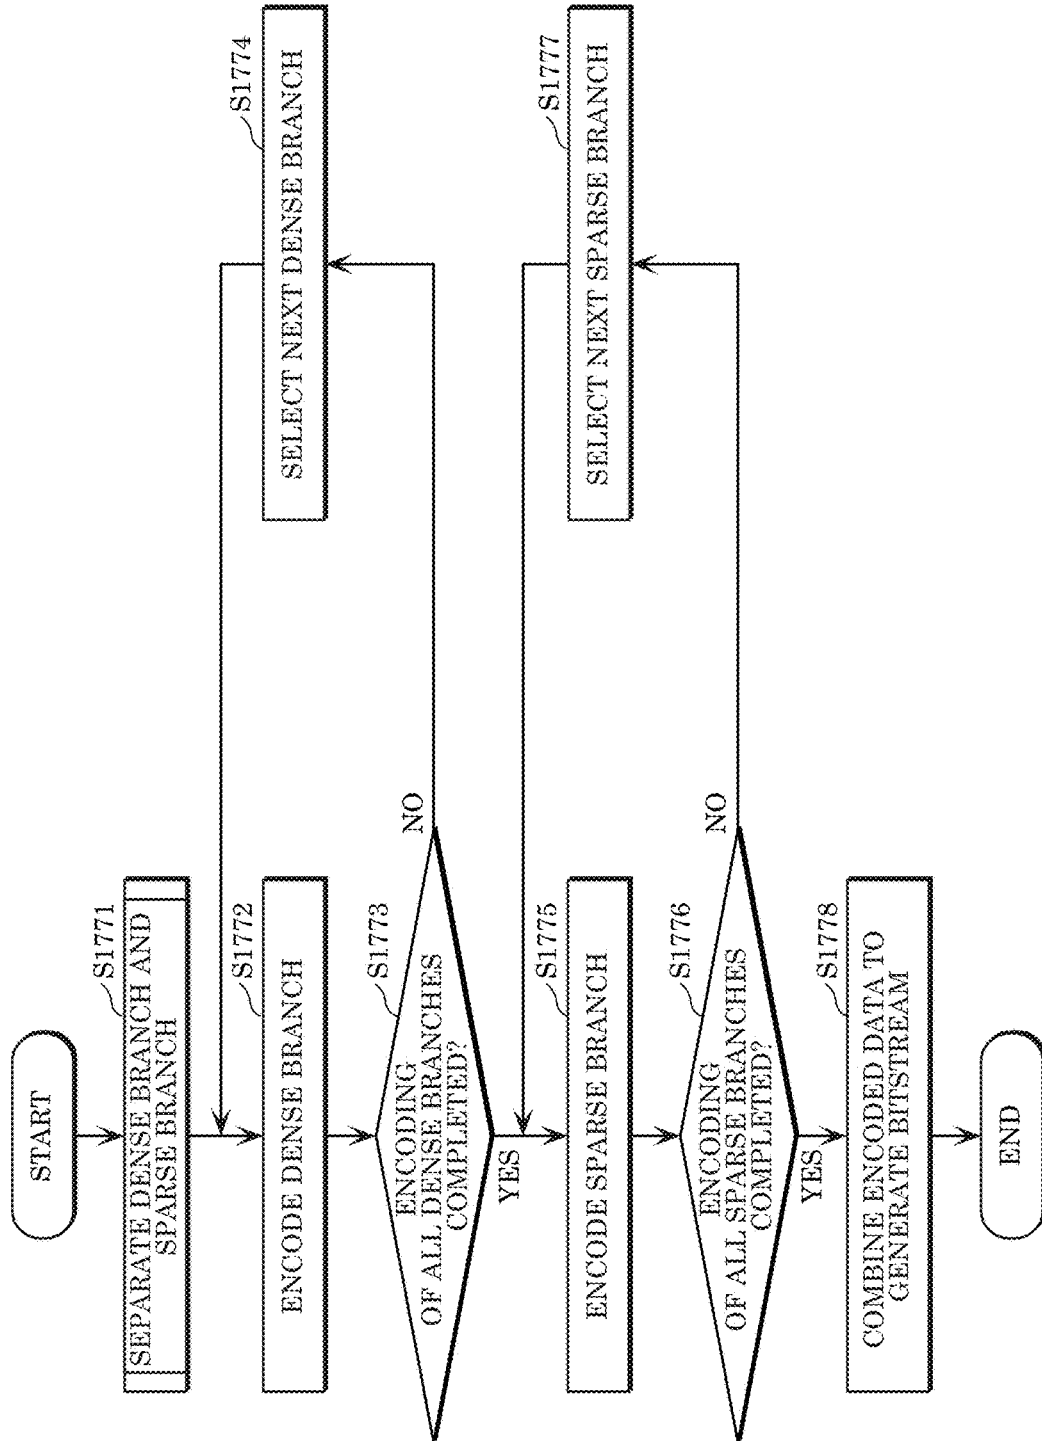 START
S1771
SEPARATE DENSE BRANCH AND
SPARSE BRANCH
S1772
ENCODE DENSE BRANCH
S1773
ENCODING
OF ALL DENSE BRANCHES
COMPLETED?
NO
YES
S1774
SELECT NEXT DENSE BRANCH
S1775
ENCODE SPARSE BRANCH
S1776
ENCODING
OF ALL SPARSE BRANCHES
COMPLETED?
NO
YES
S1777
SELECT NEXT SPARSE BRANCH
S1778
COMBINE ENCODED DATA TO
GENERATE BITSTREAM
END